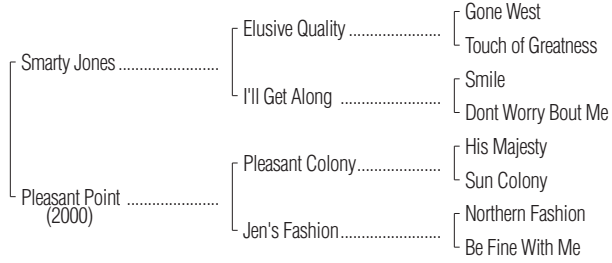 Gone West
Elusive Quality ....................
Touch of Greatness
Smarty Jones ......................
Smile
I'll Get Along ......................
Dont Worry Bout Me
His Majesty
Pleasant Colony..................
Sun Colony
Pleasant Point ....................
(2000)
Northern Fashion
Jen's Fashion......................
Be Fine With Me